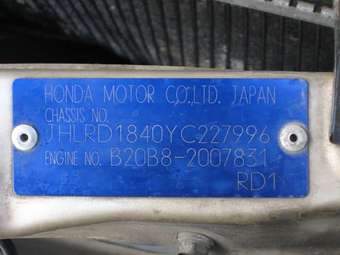 HONDA MOTOR CO.,LTD. JAPAN
CHASSIS NO.
JHLRD1840YC227996
ENGINE NO. B20B8-2007831
RD1